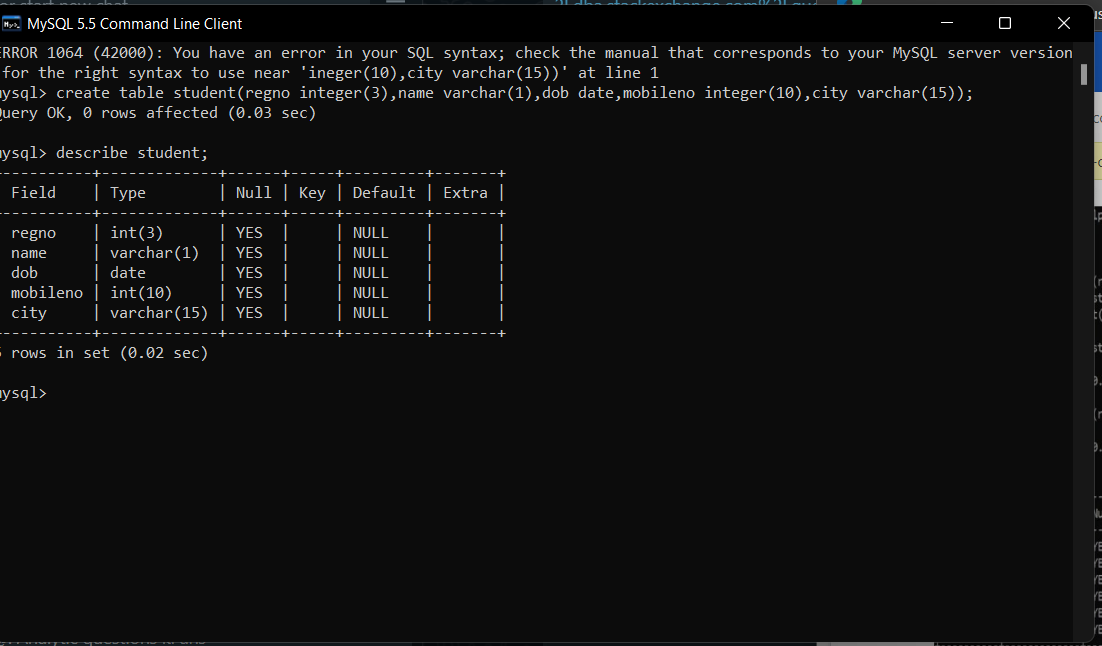 MySQL 5.5 Command Line Client
ERROR 1064 (42000): You have an error in your SQL syntax; check the manual that corresponds to your MySQL server version
for the right syntax to use near 'ineger(10),city varchar(15))' at line 1
mysql> create table student(regno integer(3),name varchar(1),dob date,mobileno integer(10),city varchar(15));
Query OK, 0 rows affected (0.03 sec)
mysql> describe student;
----------+-------------+------+-----+---------+-------+
Field | Type | Null | Key | Default | Extra |
----------+-------------+------+-----+---------+-------+
regno | int(3) | YES | | NULL | |
name | varchar(1) | YES | | NULL | |
dob | date | YES | | NULL | |
mobileno | int(10) | YES | | NULL | |
city | varchar(15) | YES | | NULL | |
----------+-------------+------+-----+---------+-------+
5 rows in set (0.02 sec)
mysql>